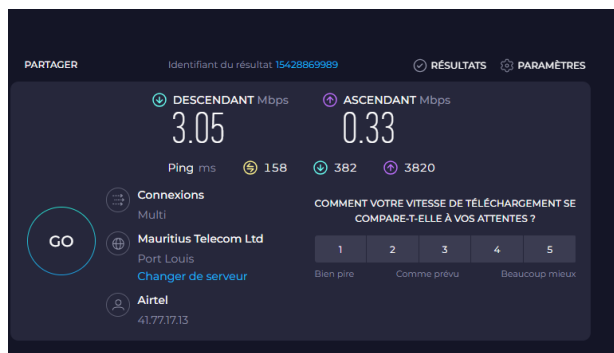 PARTAGER
Identifiant du résultat 15428869989
RÉSULTATS
PARAMÈTRES
DESCENDANT Mbps
3.05
ASCENDANT Mbps
0.33
Ping ms 158 382 3820
Connexions
Multi
GO
Mauritius Telecom Ltd
Port Louis
Changer de serveur
Airtel
41.77.17.13
COMMENT VOTRE VITESSE DE TÉLÉCHARGEMENT SE
COMPARE-T-ELLE À VOS ATTENTES ?
1 2 3 4 5
Bien pire Comme prévu Beaucoup mieux